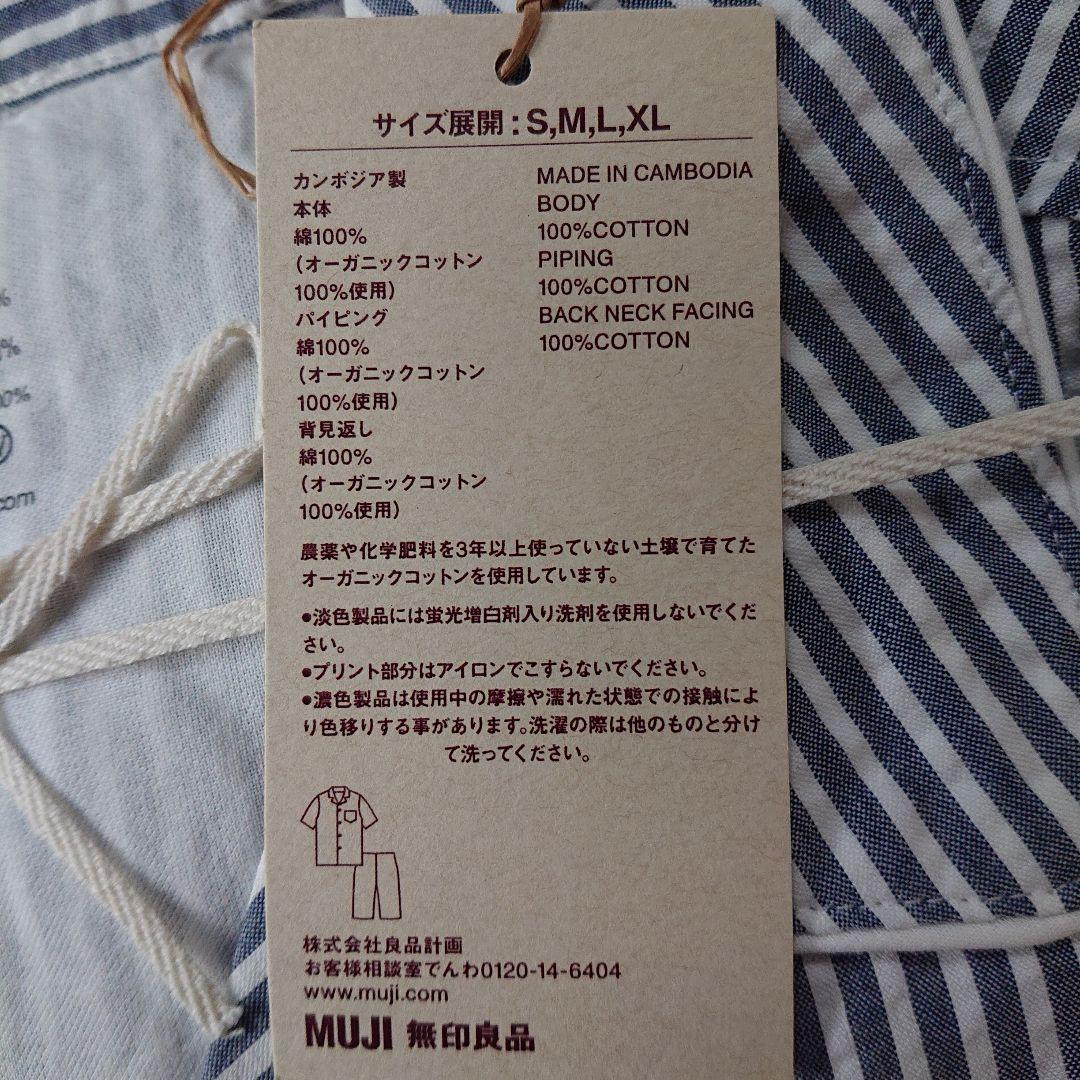 サイズ展開：S,M,L,XL
カンボジア製
本体
綿100%
（オーガニックコットン
100%使用）
パイピング
綿100%
（オーガニックコットン
100%使用）
背見返し
綿100%
（オーガニックコットン
100%使用）
MADE IN CAMBODIA
BODY
100%COTTON
PIPING
100%COTTON
BACK NECK FACING
100%COTTON
農薬や化学肥料を3年以上使っていない土壌で育てた
オーガニックコットンを使用しています。
●淡色製品には蛍光増白剤入り洗剤を使用しないでくだ
さい。
●プリント部分はアイロンでこすらないでください。
●濃色製品は使用中の摩擦や濡れた状態での接触によ
り色移りする事があります。洗濯の際は他のものと分け
て洗ってください。
株式会社良品計画
お客様相談室でんわ0120-14-6404
www.muji.com
MUJI 無印良品
%
%
0%
.com